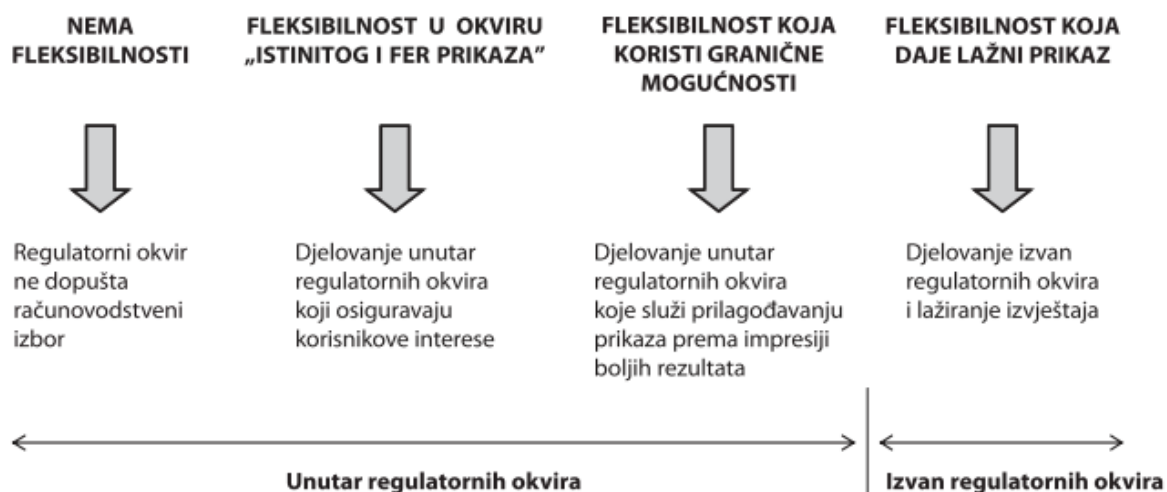 NEMA
FLEKSIBILNOSTI
FLEKSIBILNOST U OKVIRU
„ISTINITOG I FER PRIKAZA”
FLEKSIBILNOST KOJA
KORISTI GRANIČNE
MOGUĆNOSTI
FLEKSIBILNOST KOJA
DAJE LAŽNI PRIKAZ
Regulatorni okvir
ne dopušta
računovodstveni
izbor
Djelovanje unutar
regulatornih okvira
koji osiguravaju
korisnikove interese
Djelovanje unutar
regulatornih okvira
koje služi prilagođavanju
prikaza prema impresiji
boljih rezultata
Djelovanje izvan
regulatornih okvira
i lažiranje izvještaja
Unutar regulatornih okvira
Izvan regulatornih okvira